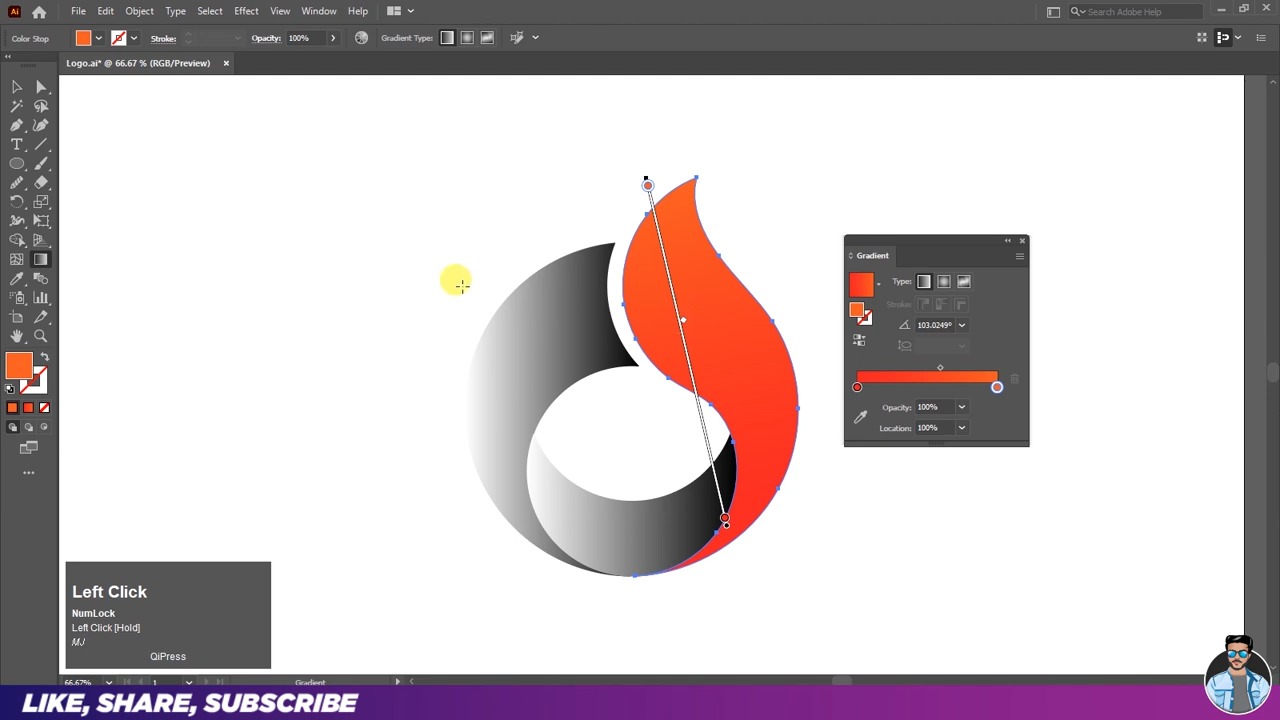 Ai
File Edit Object Type Select Effect View Window Help
Search Adobe Help
Color Stop
Stroke:
Opacity: 100%
Gradient Type:
Logo.ai* @ 66.67 % (RGB/Preview)
Gradient
Type:
Stroke:
103.0249°
Opacity: 100%
Location: 100%
Left Click
NumLock
Left Click [Hold]
MJ
QiPress
66.67%
1
Gradient
LIKE, SHARE, SUBSCRIBE